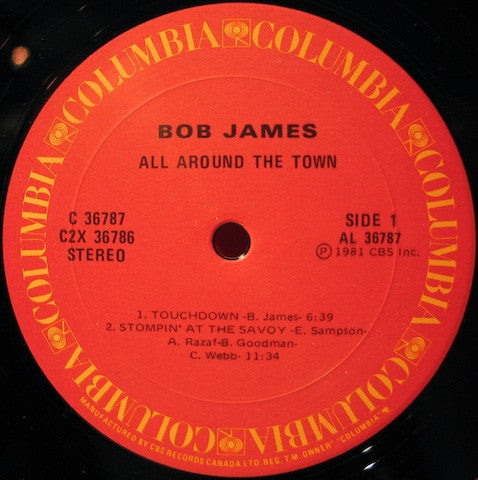 COLUMBIA COLUMBIA COLUMBIA COLUMBIA COLUMBIA COLUMBIA
BOB JAMES
ALL AROUND THE TOWN
C 36787
C2X 36786
STEREO
SIDE 1
AL 36787
Ⓟ 1981 CBS Inc.
1. TOUCHDOWN -B. James- 6:39
2. STOMPIN' AT THE SAVOY -E. Sampson-
A. Razaf-B. Goodman-
C. Webb- 11:34
MANUFACTURED BY CBS RECORDS CANADA LTD REG. T.M. OWNER "COLUMBIA"